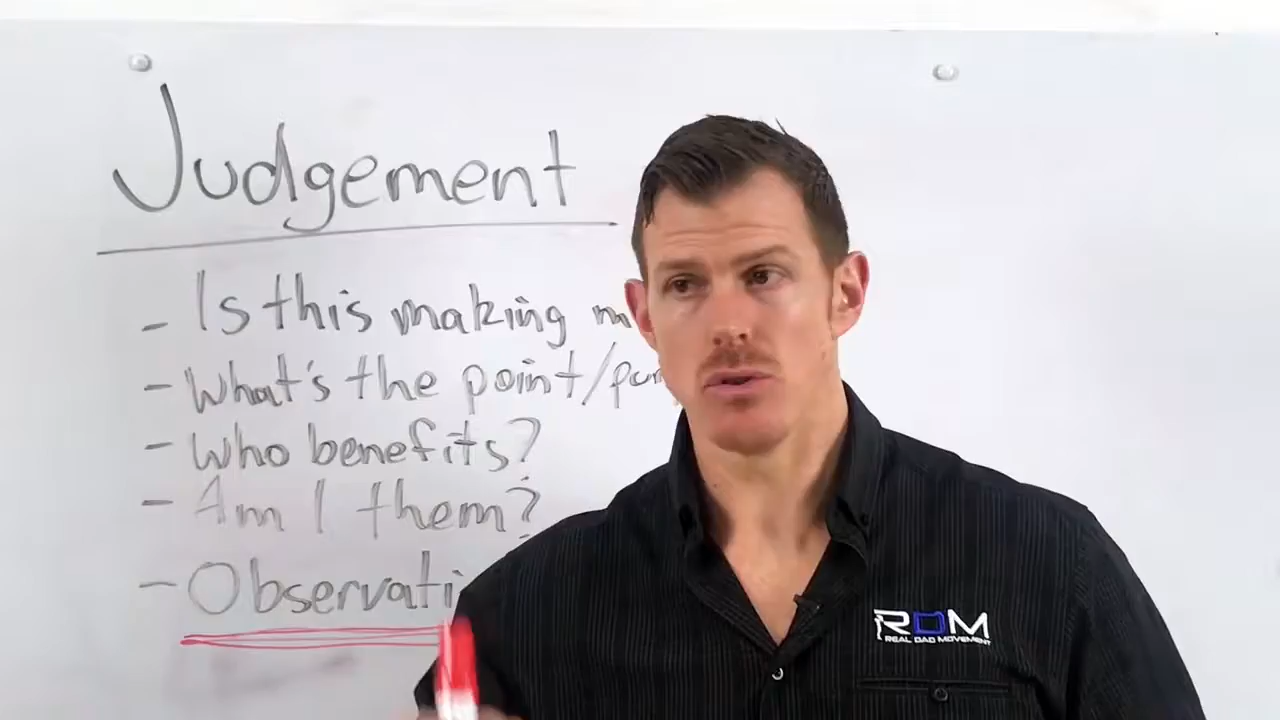 Judgement
- Is this making
- What's the point/
- Who benefits?
- Am I them?
- Observati
RDM
REAL DAD MOVEMENT